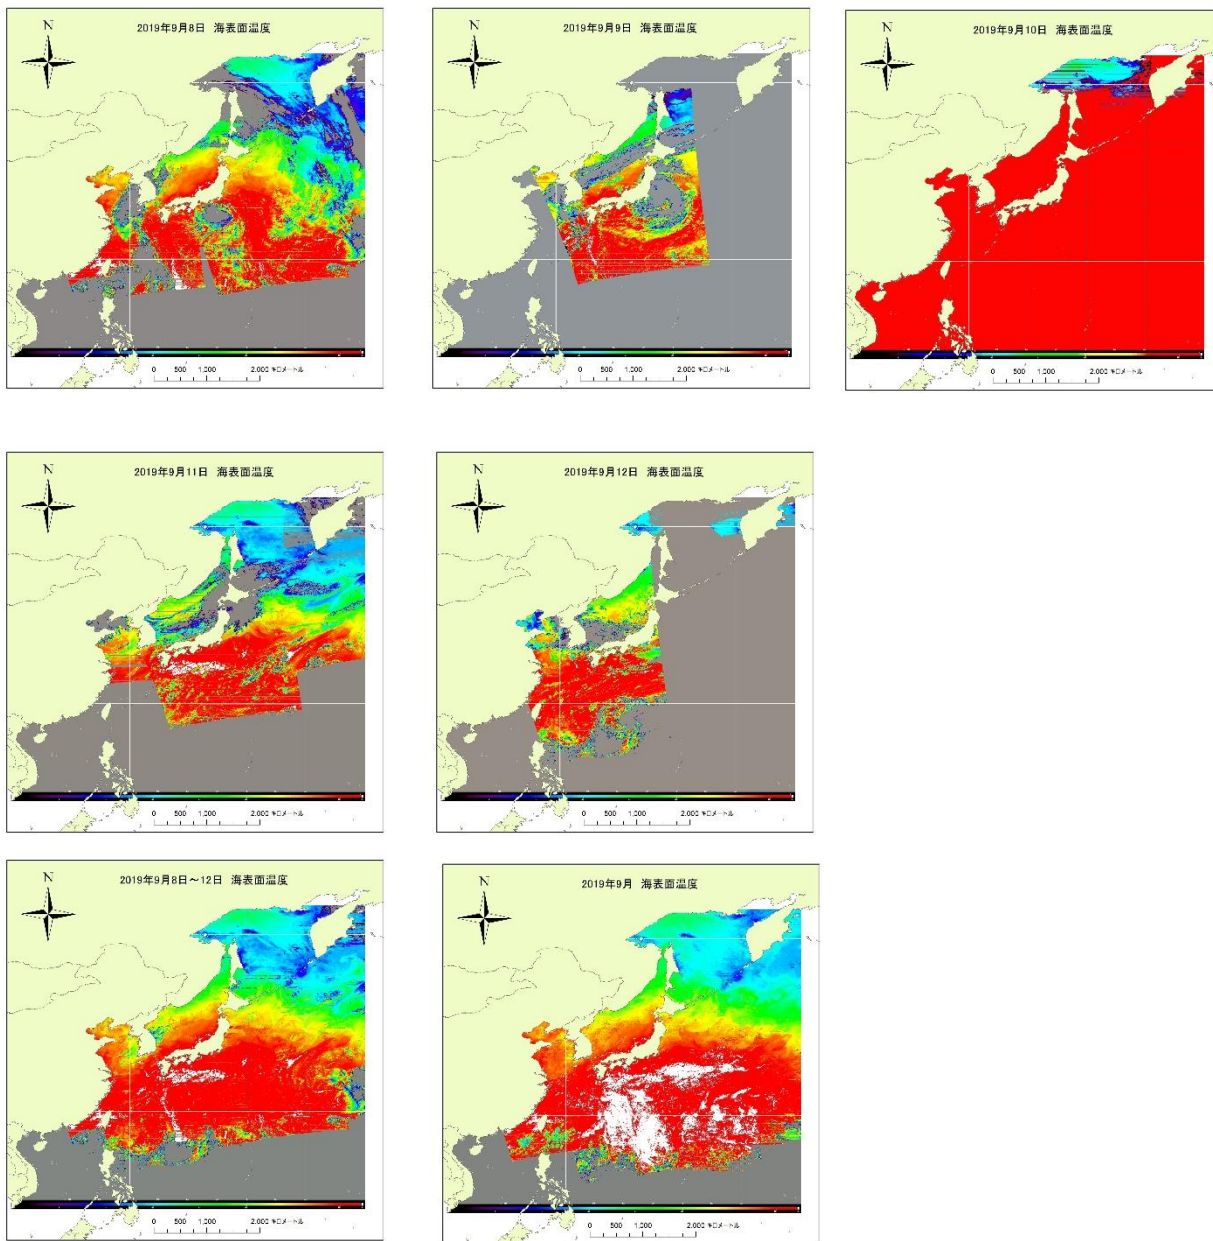 N
2019年9月8日 海表面温度
0 500 1,000 2,000 キロメートル
N
2019年9月9日 海表面温度
0 500 1,000 2,000 キロメートル
N
2019年9月10日 海表面温度
0 500 1,000 2,000 キロメートル
N
2019年9月11日 海表面温度
0 500 1,000 2,000 キロメートル
N
2019年9月12日 海表面温度
0 500 1,000 2,000 キロメートル
N
2019年9月8日～12日 海表面温度
0 500 1,000 2,000 キロメートル
N
2019年9月 海表面温度
0 500 1,000 2,000 キロメートル